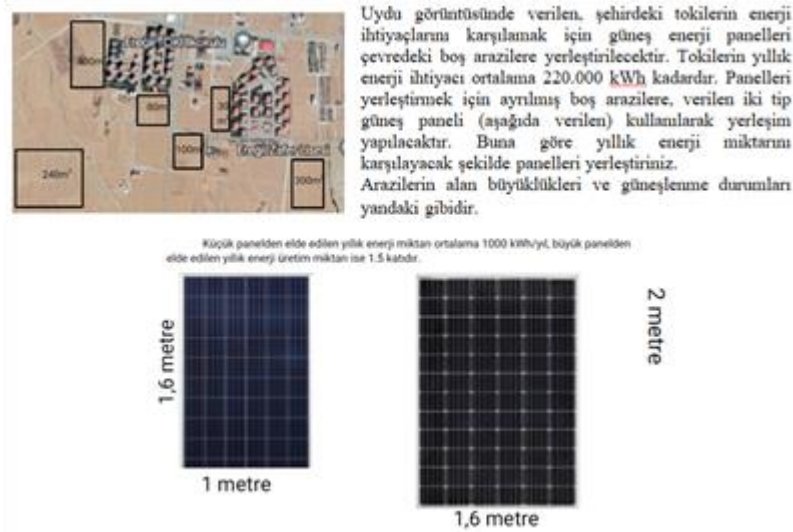 Uydu görüntüsünde verilen, şehirdeki tokilerin enerji
ihtiyaçlarını karşılamak için güneş enerji panelleri
çevredeki boş arazilere yerleştirilecektir. Tokilerin yıllık
enerji ihtiyacı ortalama 220.000 kWh kadardır. Panelleri
yerleştirmek için ayrılmış boş arazilere, verilen iki tip
güneş paneli (aşağıda verilen) kullanılarak yerleşim
yapılacaktır. Buna göre yıllık enerji miktarını
karşılayacak şekilde panelleri yerleştiriniz.
Arazilerin alan büyüklükleri ve güneşlenme durumları
yandaki gibidir.
60m²
100m²
240m²
300m²
Küçük panelden elde edilen yıllık enerji miktarı ortalama 1000 kWh/yıl, büyük panelden
elde edilen yıllık enerji üretim miktarı ise 1.5 katıdır.
1,6 metre
1 metre
2 metre
1,6 metre